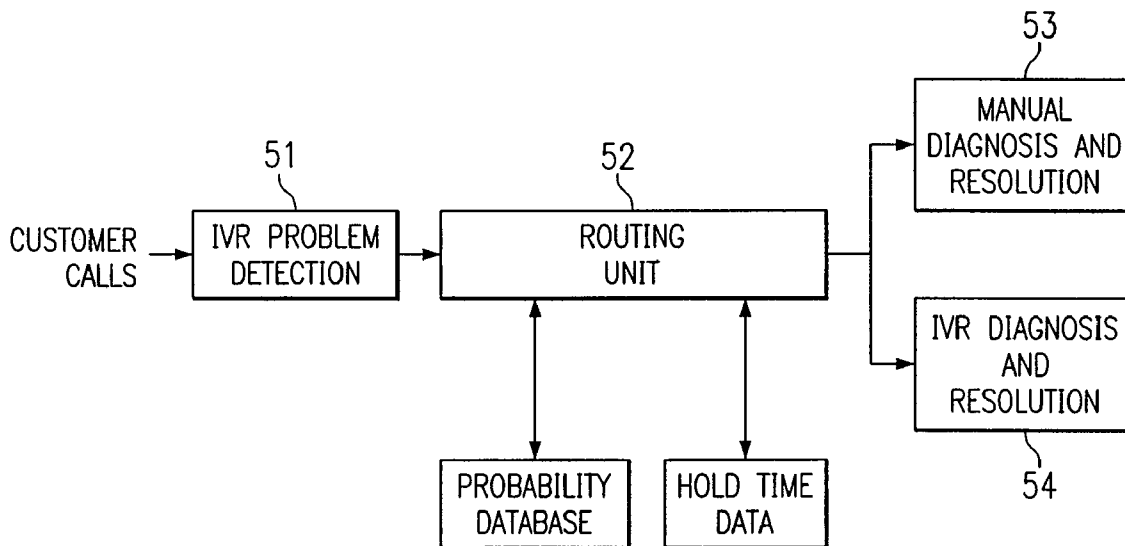 53
MANUAL
DIAGNOSIS AND
RESOLUTION
51
52
CUSTOMER
CALLS
IVR PROBLEM
DETECTION
ROUTING
UNIT
IVR DIAGNOSIS
AND
RESOLUTION
54
PROBABILITY
DATABASE
HOLD TIME
DATA